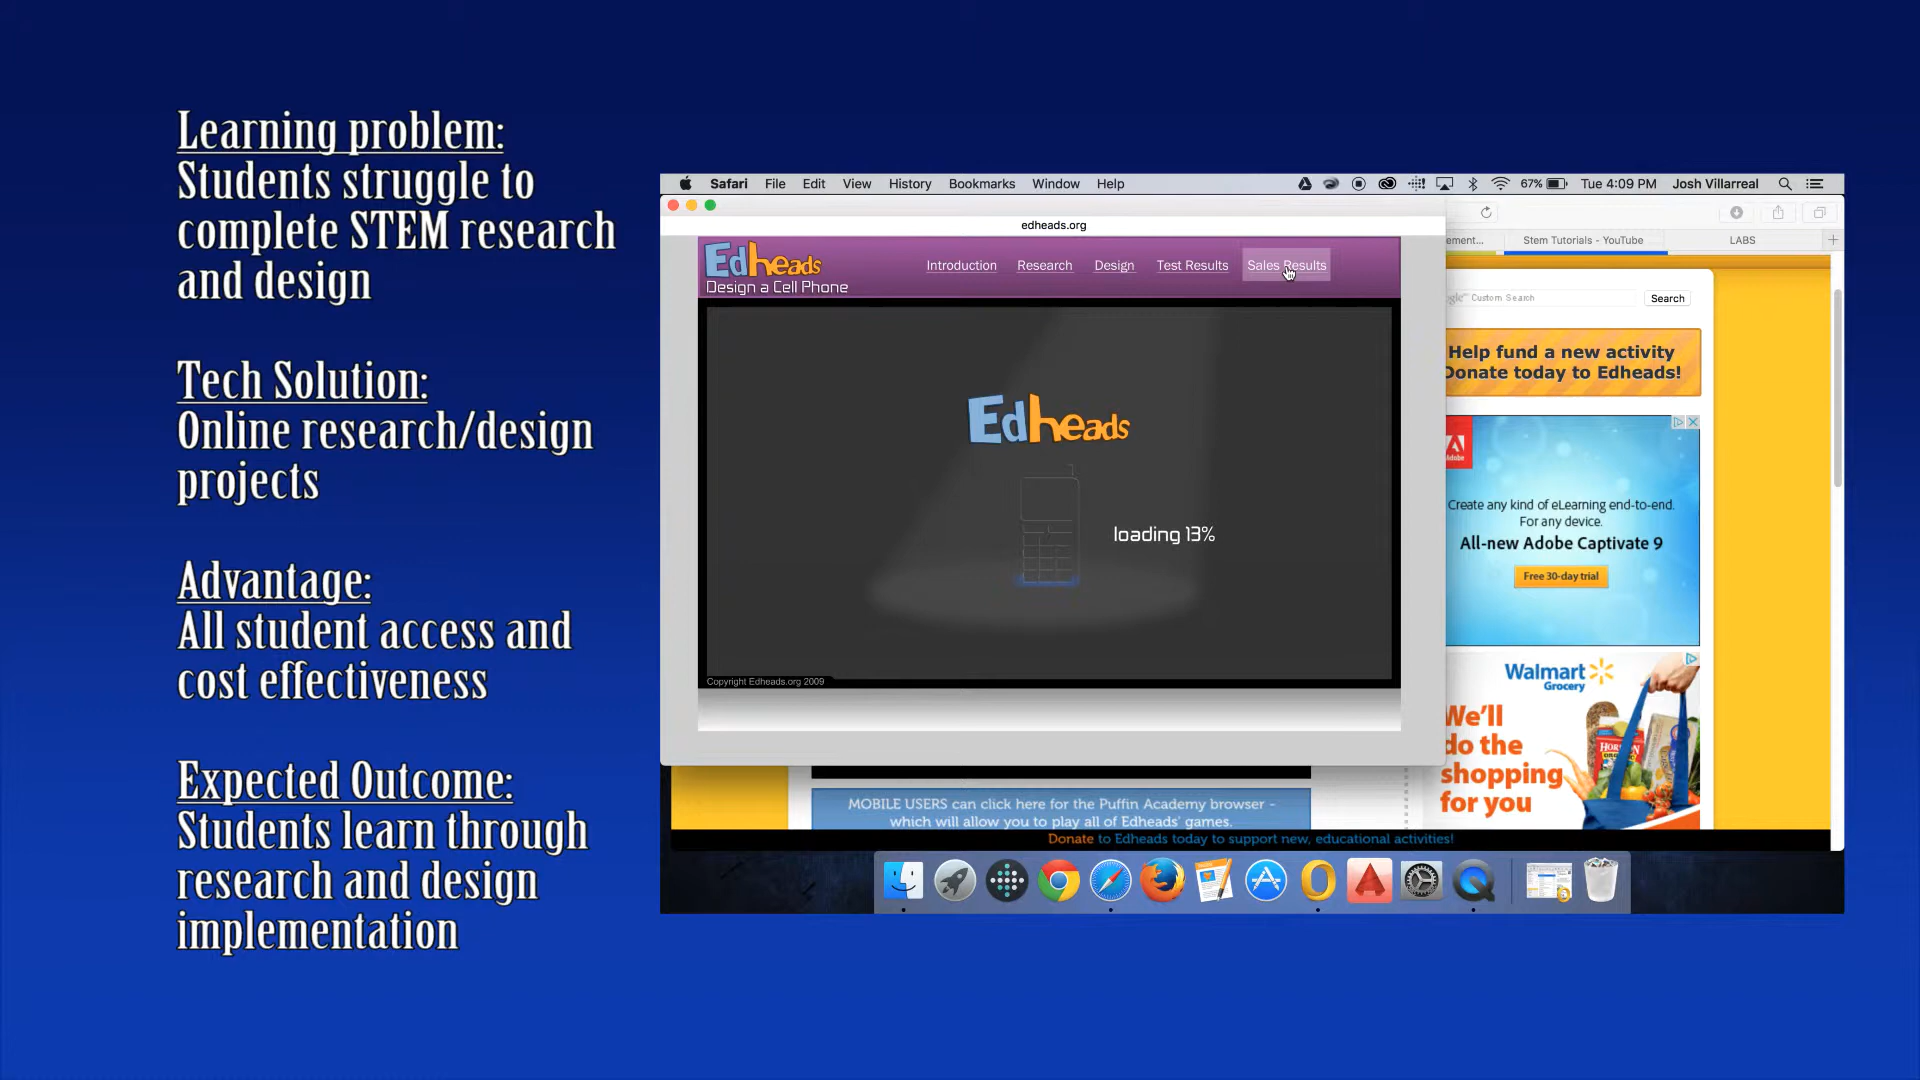 Learning problem:
Students struggle to
complete STEM research
and design
Tech Solution:
Online research/design
projects
Advantage:
All student access and
cost effectiveness
Expected Outcome:
Students learn through
research and design
implementation
Safari File Edit View History Bookmarks Window Help 67% Tue 4:09 PM Josh Villarreal
edheads.org
ement... Stem Tutorials - YouTube LABS
Edheads
Design a Cell Phone
Introduction Research Design Test Results Sales Results
Edheads
loading 13%
Copyright Edheads.org 2009
Custom Search Search
Help fund a new activity
Donate today to Edheads!
Adobe
Create any kind of eLearning end-to-end.
For any device.
All-new Adobe Captivate 9
Free 30-day trial
Walmart
Grocery
We'll
do the
shopping
for you
MOBILE USERS can click here for the Puffin Academy browser -
which will allow you to play all of Edheads' games.
Donate to Edheads today to support new, educational activities!